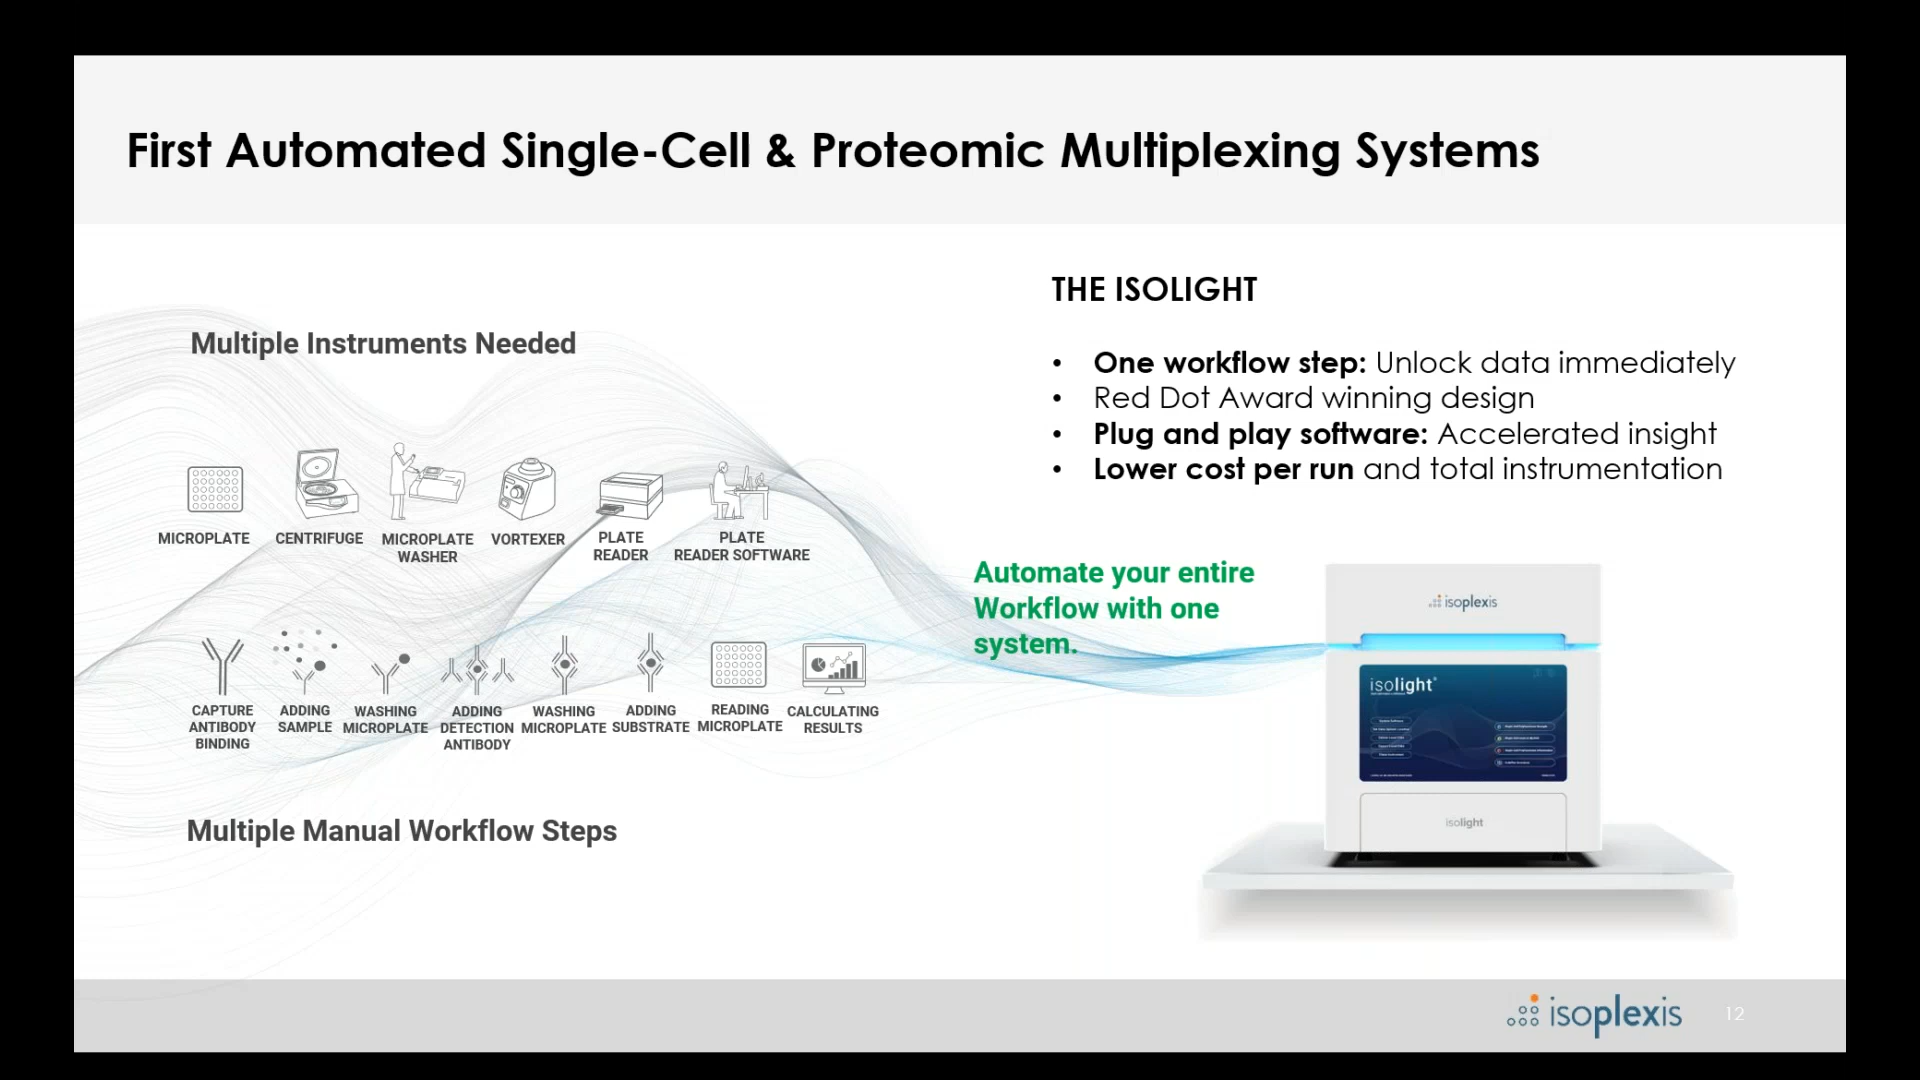 First Automated Single-Cell & Proteomic Multiplexing Systems
THE ISOLIGHT
• One workflow step: Unlock data immediately
• Red Dot Award winning design
• Plug and play software: Accelerated insight
• Lower cost per run and total instrumentation
Multiple Instruments Needed
MICROPLATE
CENTRIFUGE
MICROPLATE
WASHER
VORTEXER
PLATE
READER
PLATE
READER SOFTWARE
CAPTURE
ANTIBODY
BINDING
ADDING
SAMPLE
WASHING
MICROPLATE
ADDING
DETECTION
ANTIBODY
WASHING
MICROPLATE
ADDING
SUBSTRATE
READING
MICROPLATE
CALCULATING
RESULTS
Multiple Manual Workflow Steps
Automate your entire
Workflow with one
system.
isoplexis
isolight®
isolight
isoplexis
12